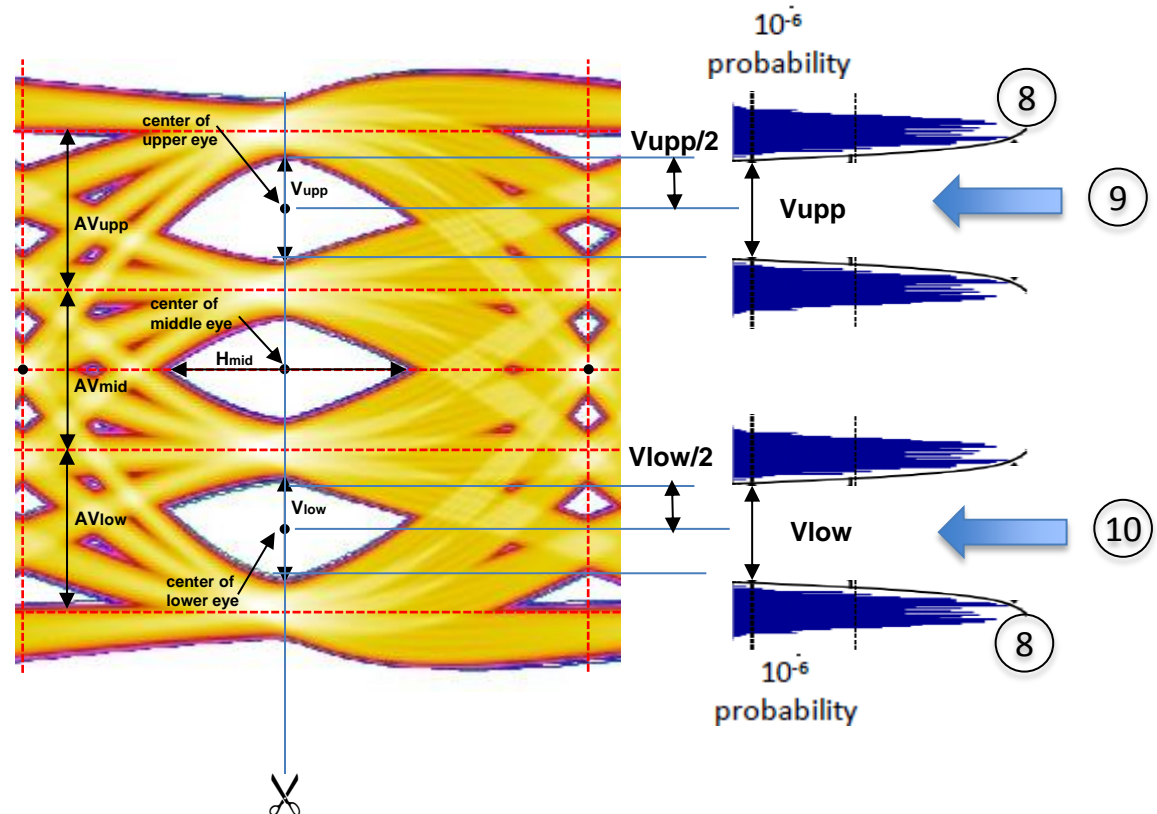 10⁻⁶
probability
8
center of
upper eye
Vupp/2
Vupp
AVupp
Vupp
9
center of
middle eye
Hmid
AVmid
Vlow/2
Vlow
AVlow
Vlow
10
center of
lower eye
8
10⁻⁶
probability